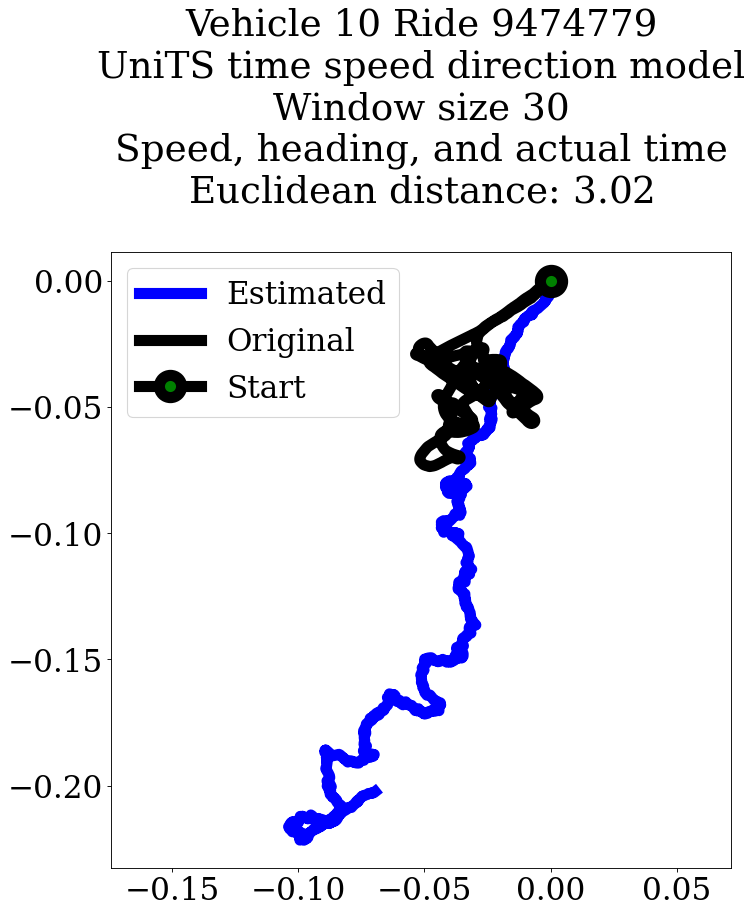 Vehicle 10 Ride 9474779
UniTS time speed direction model
Window size 30
Speed, heading, and actual time
Euclidean distance: 3.02
Estimated
Original
Start
0.00
−0.05
−0.10
−0.15
−0.20
−0.15 −0.10 −0.05 0.00 0.05